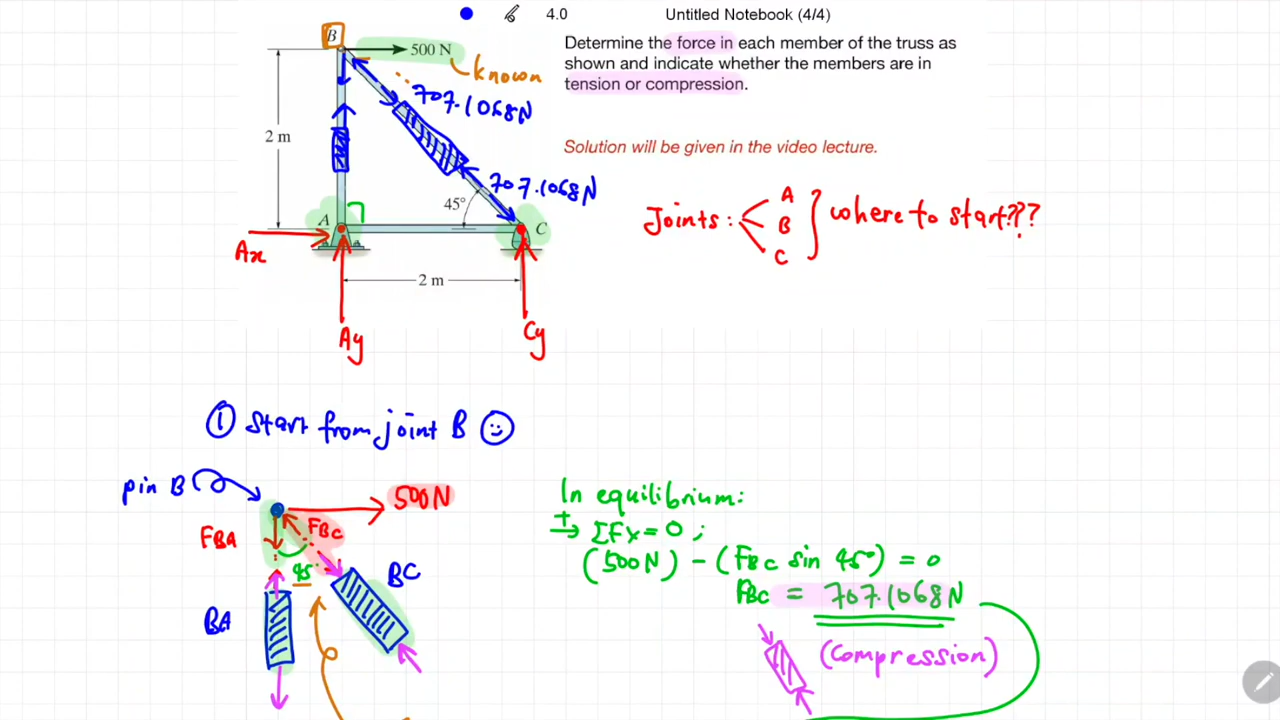 4.0
Untitled Notebook (4/4)
B
500 N
known
Determine the force in each member of the truss as
shown and indicate whether the members are in
tension or compression.
707.1068N
2 m
Solution will be given in the video lecture.
707.1068N
45°
A
C
Ax
2 m
Ay
Cy
Joints:
A
B
C
where to start???
① Start from joint B
pin B
500N
FBA
FBC
45
BC
BA
In equilibrium:
+→ ΣFx = 0 ;
(500N) - (FBC sin 45°) = 0
FBC = 707.1068N
(Compression)